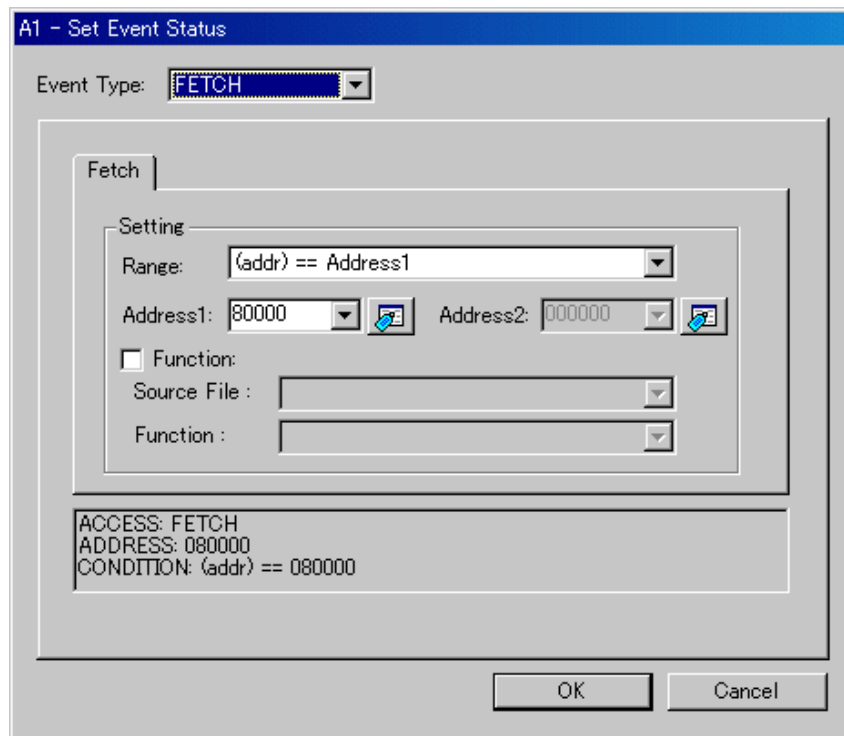 A1 - Set Event Status
Event Type: FETCH
Fetch
Setting
Range: (addr) == Address1
Address1: 80000 Address2: 000000
Function:
Source File :
Function :
ACCESS: FETCH
ADDRESS: 080000
CONDITION: (addr) == 080000
OK Cancel